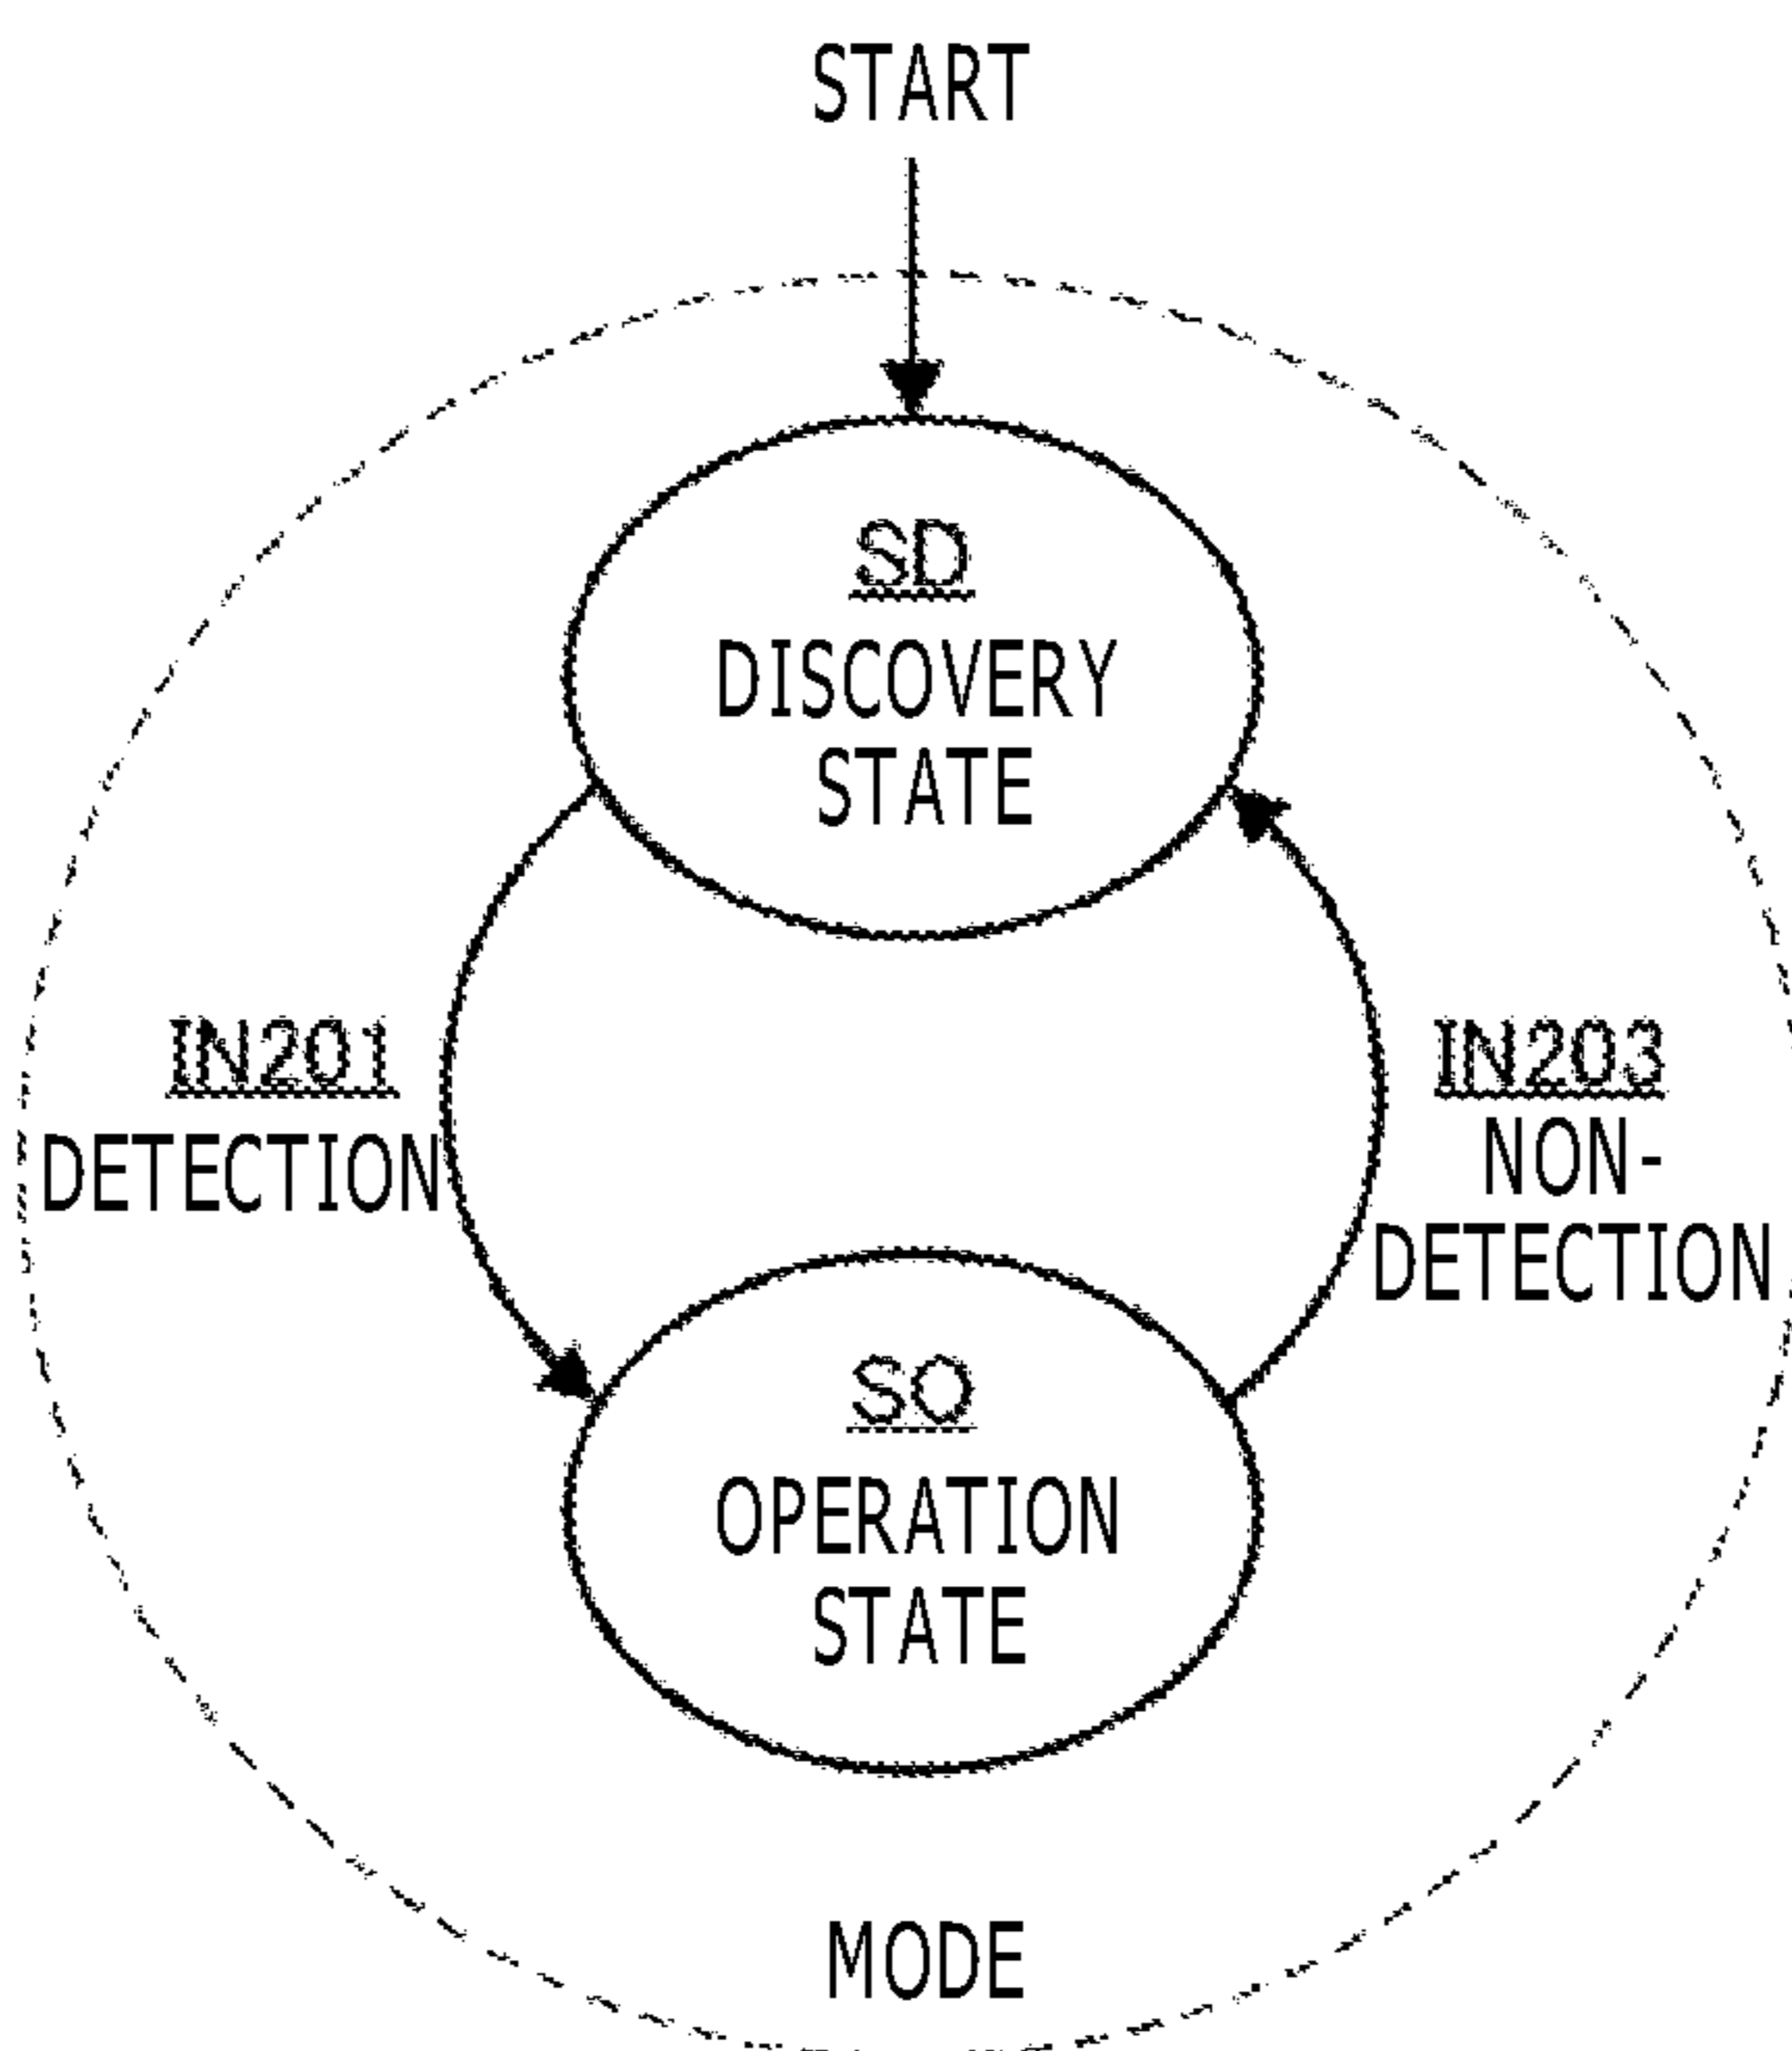 START
SD
DISCOVERY
STATE
IN201
DETECTION
IN203
NON-
DETECTION
SO
OPERATION
STATE
MODE